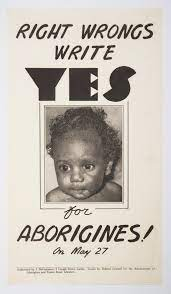 RIGHT WRONGS
WRITE
YES
for
ABORIGINES!
On May 27